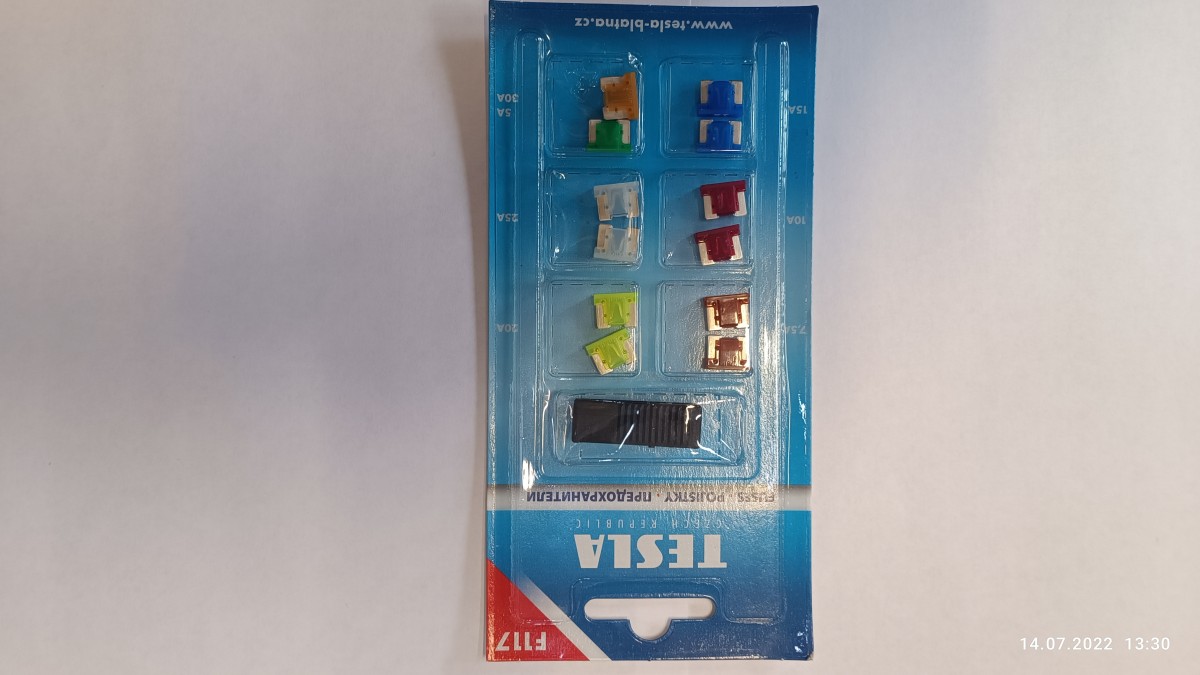 F117
TESLA
CZECH REPUBLIC
FUSES · POJISTKY · ПРЕДОХРАНИТЕЛИ
7.5A
20A
10A
25A
15A
5A
30A
www.tesla-blatna.cz
14.07.2022 13:30